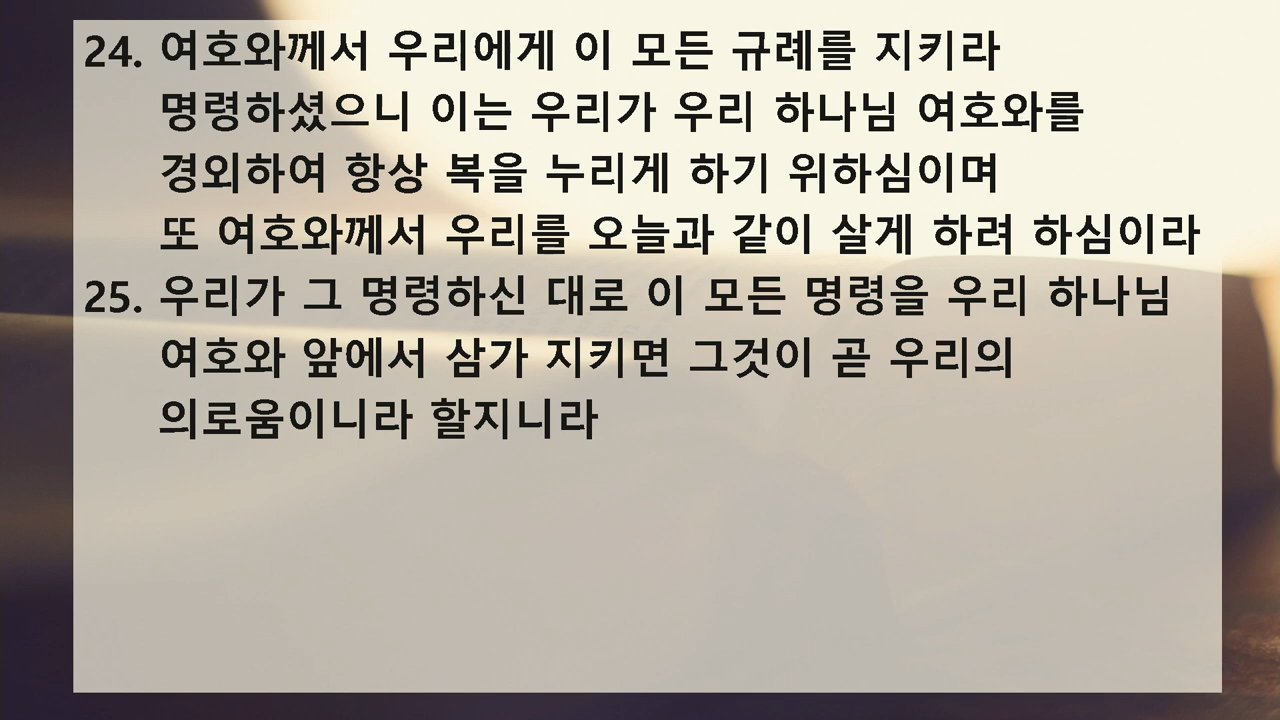 24. 여호와께서 우리에게 이 모든 규례를 지키라
명령하셨으니 이는 우리가 우리 하나님 여호와를
경외하여 항상 복을 누리게 하기 위하심이며
또 여호와께서 우리를 오늘과 같이 살게 하려 하심이라
25. 우리가 그 명령하신 대로 이 모든 명령을 우리 하나님
여호와 앞에서 삼가 지키면 그것이 곧 우리의
의로움이니라 할지니라